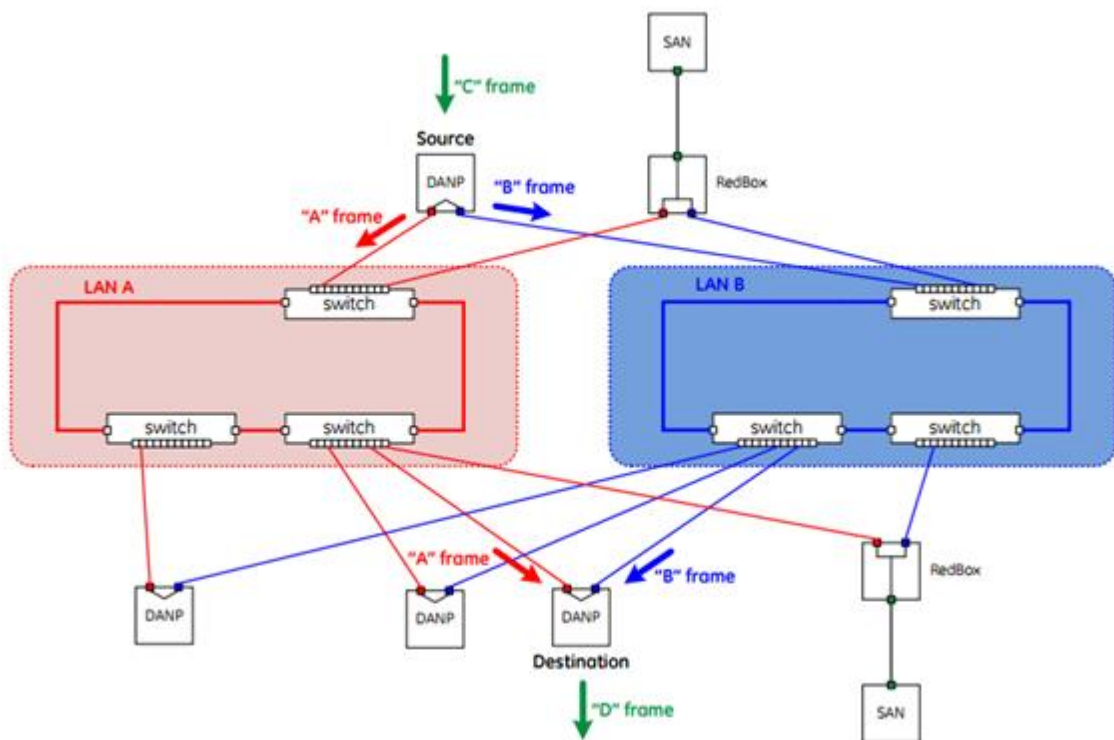 SAN
"C" frame
Source
DANP
"B" frame
RedBox
"A" frame
LAN A
switch
LAN B
switch
switch
switch
switch
switch
"A" frame
"B" frame
RedBox
DANP
DANP
DANP
Destination
"D" frame
SAN